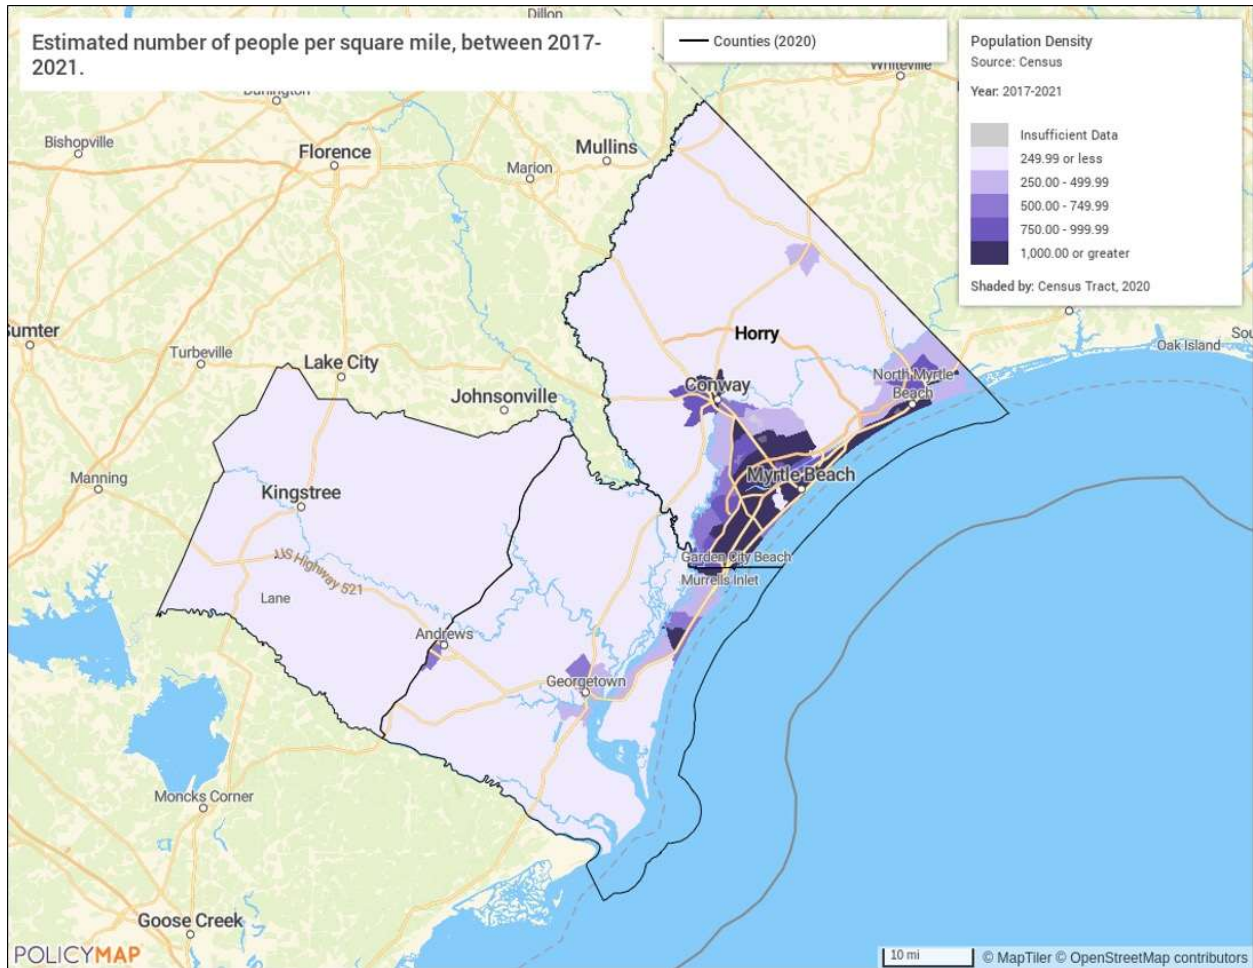 Dillon
Estimated number of people per square mile, between 2017-
2021.
Counties (2020)
Population Density
Source: Census
Year: 2017-2021
Insufficient Data
249.99 or less
250.00 - 499.99
500.00 - 749.99
750.00 - 999.99
1,000.00 or greater
Shaded by: Census Tract, 2020
Whiteville
Darlington
Bishopville
Florence
Mullins
Marion
Sumter
Turbeville
Lake City
Johnsonville
Horry
Oak Island
Sou
Conway
North Myrtle
Beach
Manning
Kingstree
Myrtle Beach
US Highway 521
Garden City Beach
Murrells Inlet
Lane
Andrews
Georgetown
Moncks Corner
Goose Creek
POLICYMAP
10 mi
© MapTiler © OpenStreetMap contributors